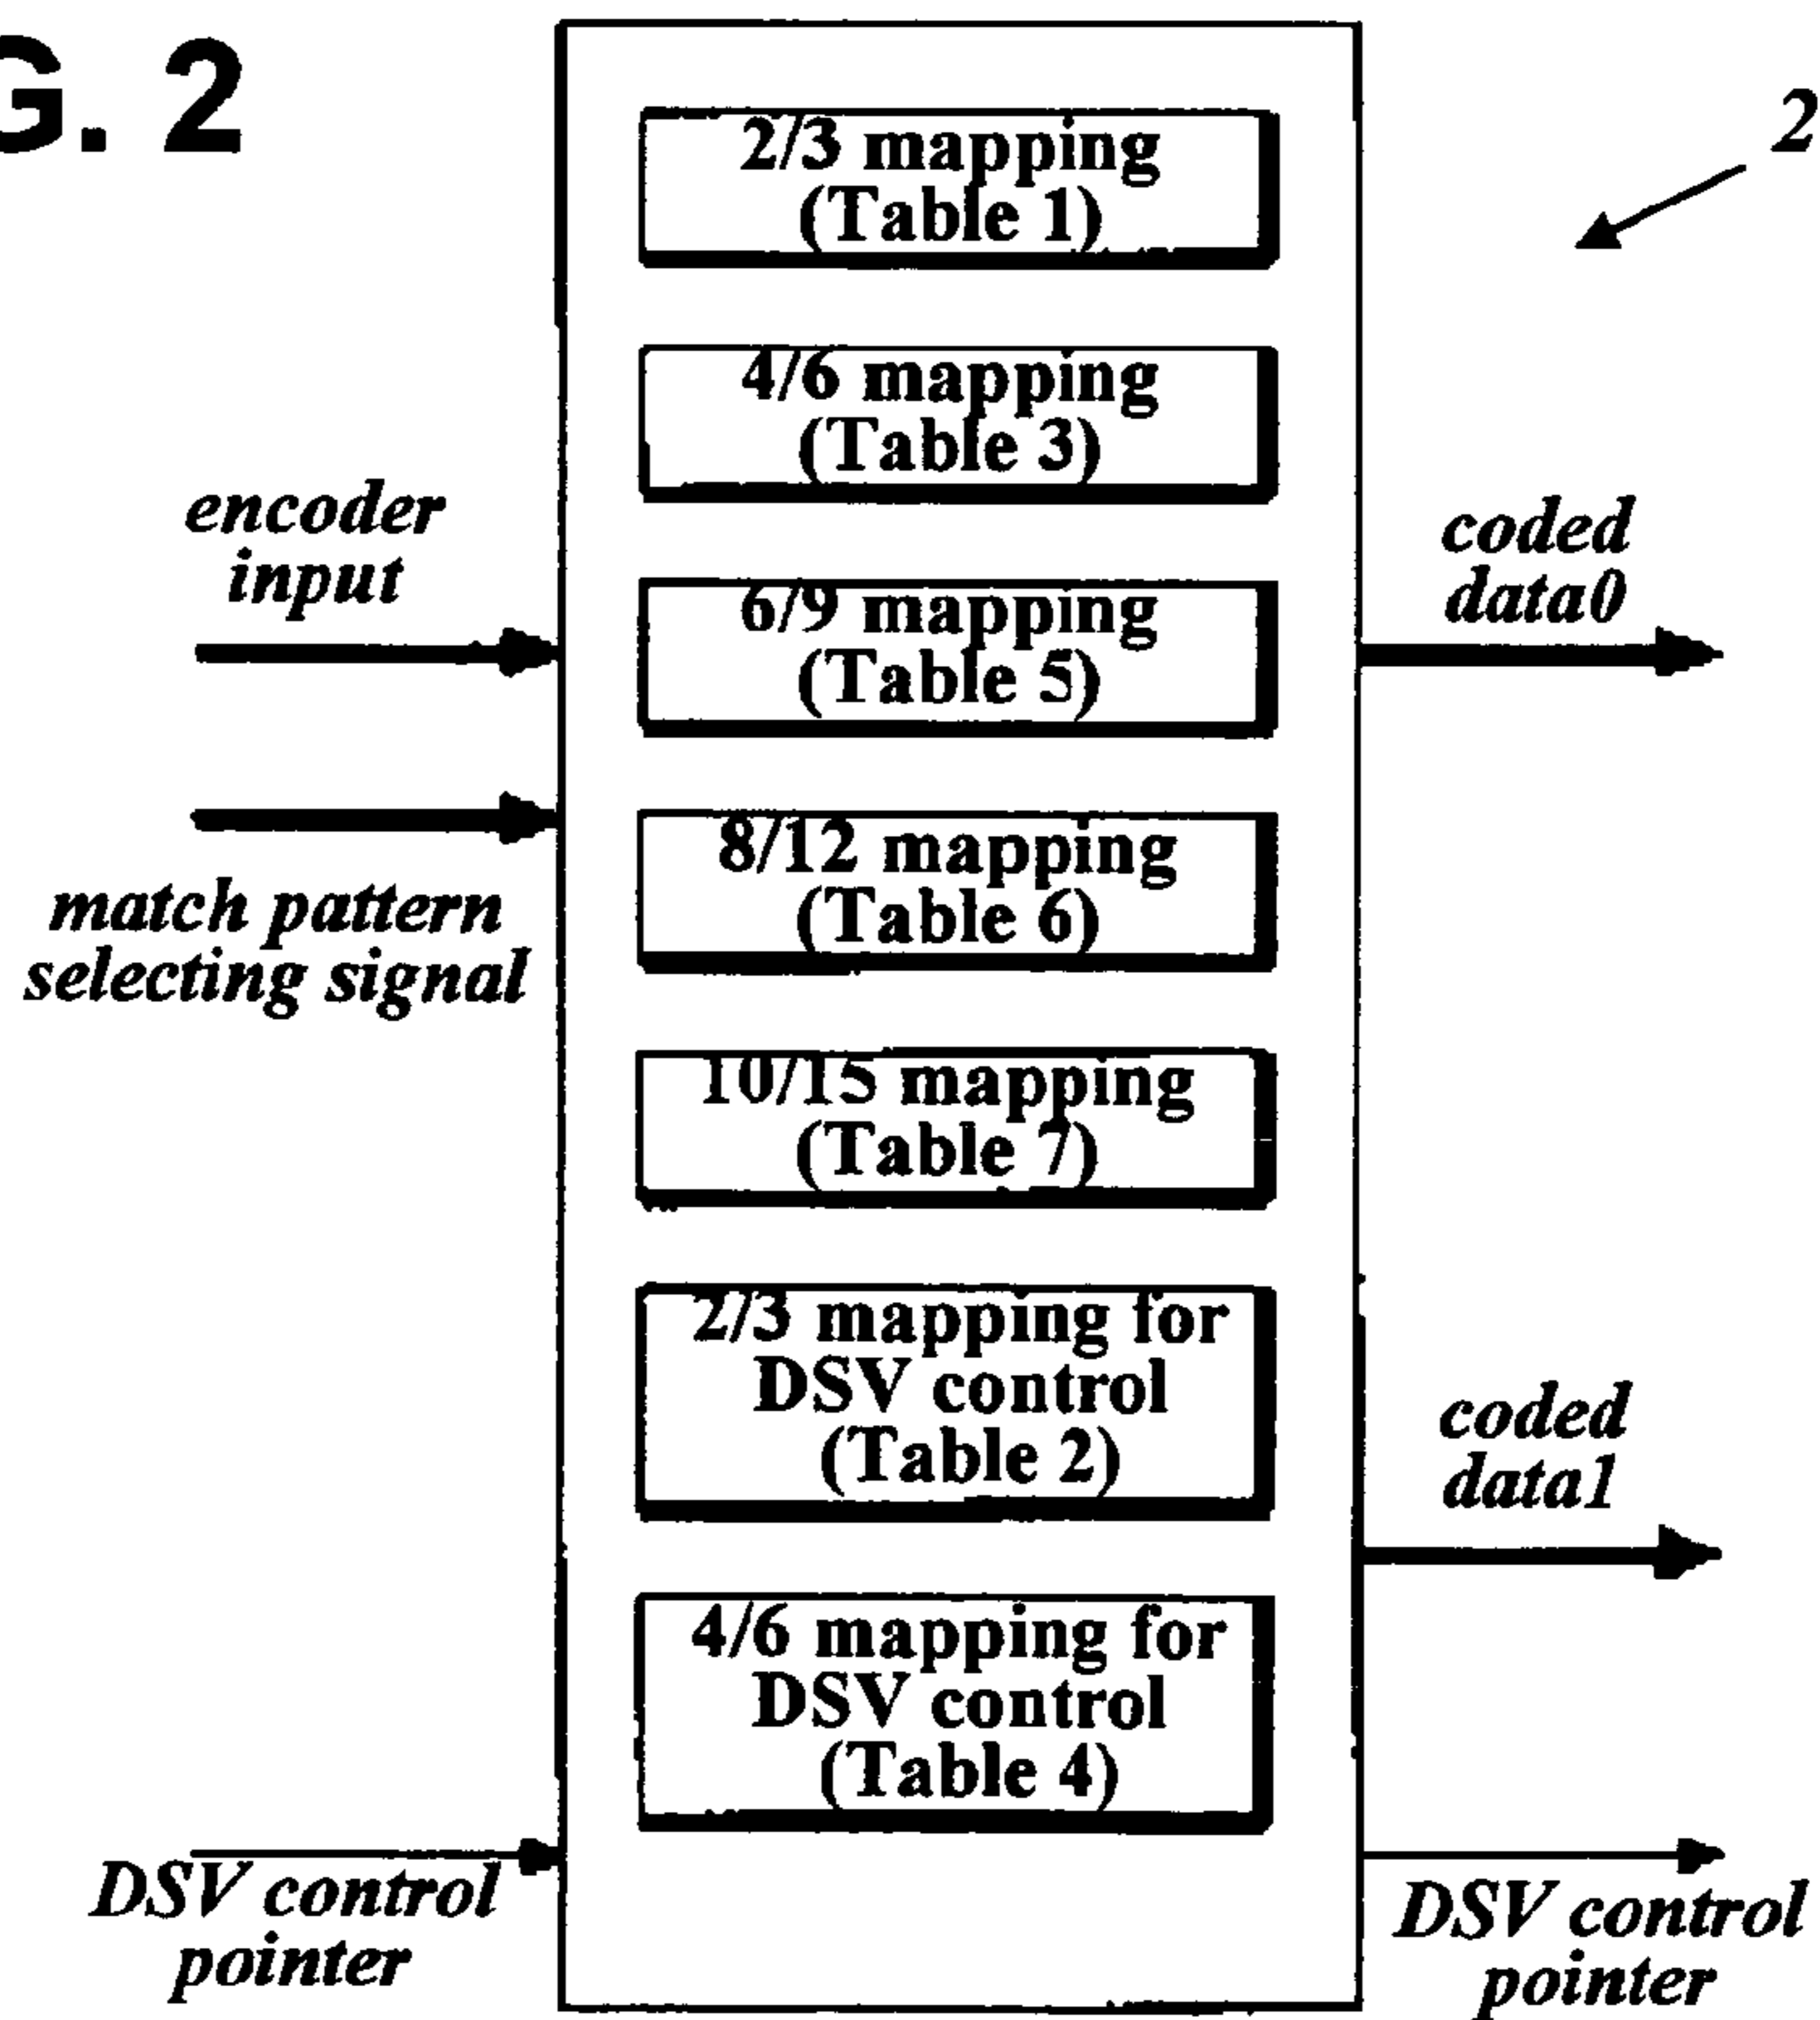 G. 2
2
2/3 mapping
(Table 1)
4/6 mapping
(Table 3)
6/9 mapping
(Table 5)
8/12 mapping
(Table 6)
10/15 mapping
(Table 7)
2/3 mapping for
DSV control
(Table 2)
4/6 mapping for
DSV control
(Table 4)
encoder
input
match pattern
selecting signal
DSV control
pointer
coded
data0
coded
data1
DSV control
pointer